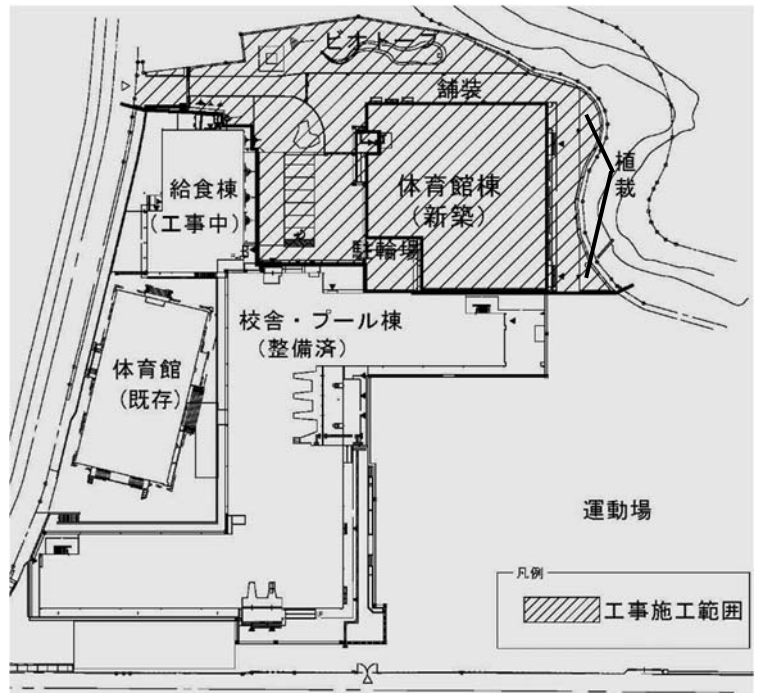 ビオトープ
舗装
植栽
体育館棟
(新築)
給食棟
(工事中)
駐輪場
校舎・プール棟
(整備済)
体育館
(既存)
運動場
凡例
工事施工範囲